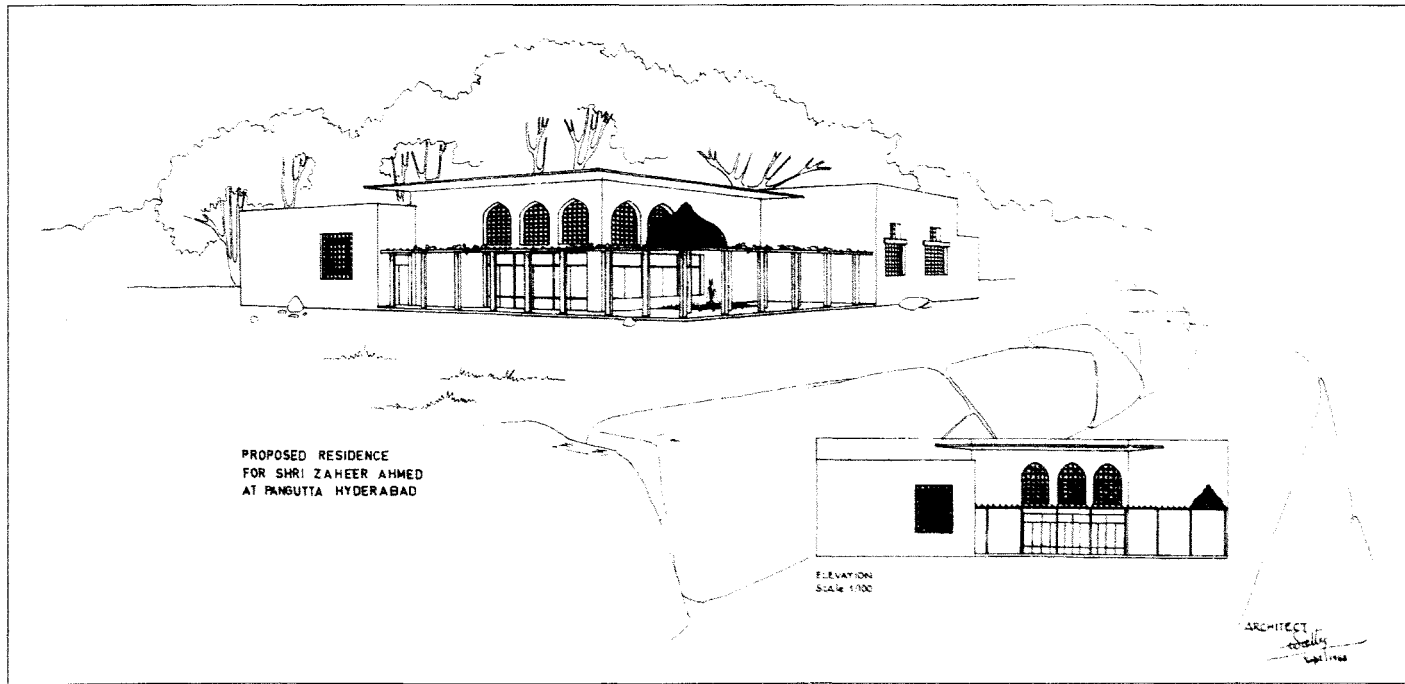 PROPOSED RESIDENCE
FOR SHRI ZAHEER AHMED
AT PANGUTTA HYDERABAD
ELEVATION
SCALE 1/100
ARCHITECT